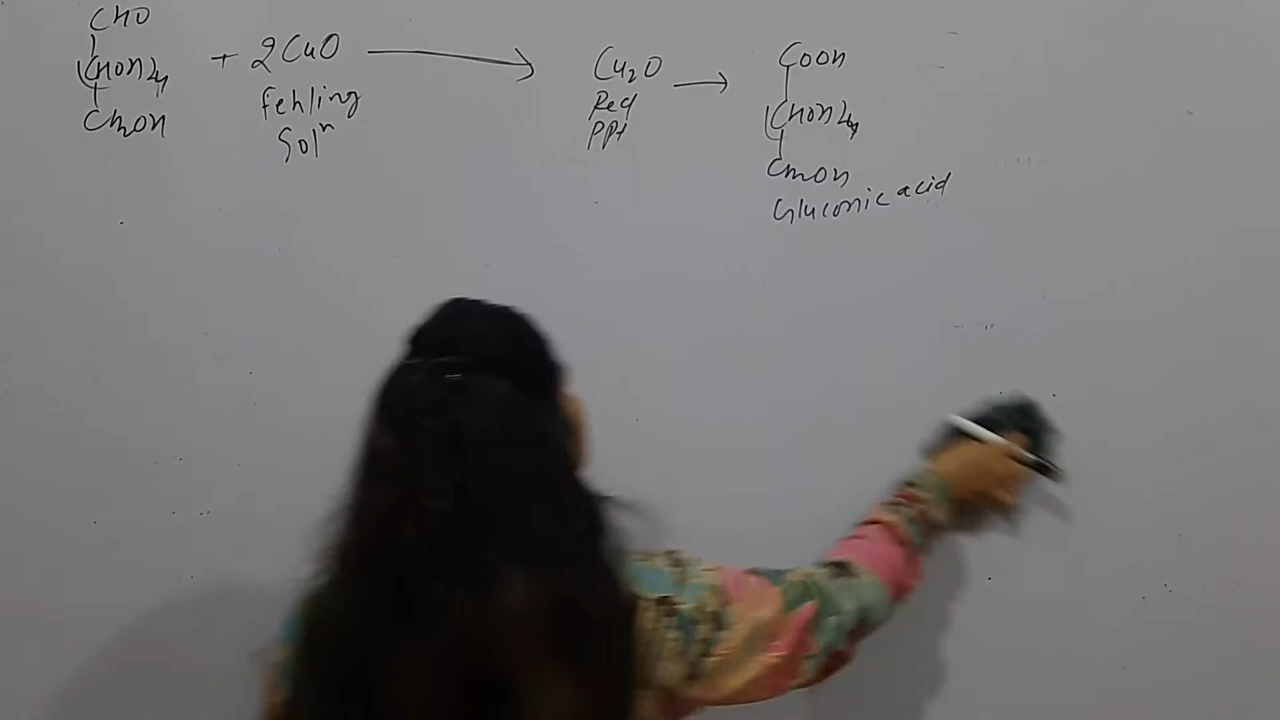 CHO
(CHOH)4
CH2OH
+ 2CuO
Fehling
Solⁿ
Cu2O
Red
PPt
COOH
(CHOH)4
CH2OH
Gluconic acid